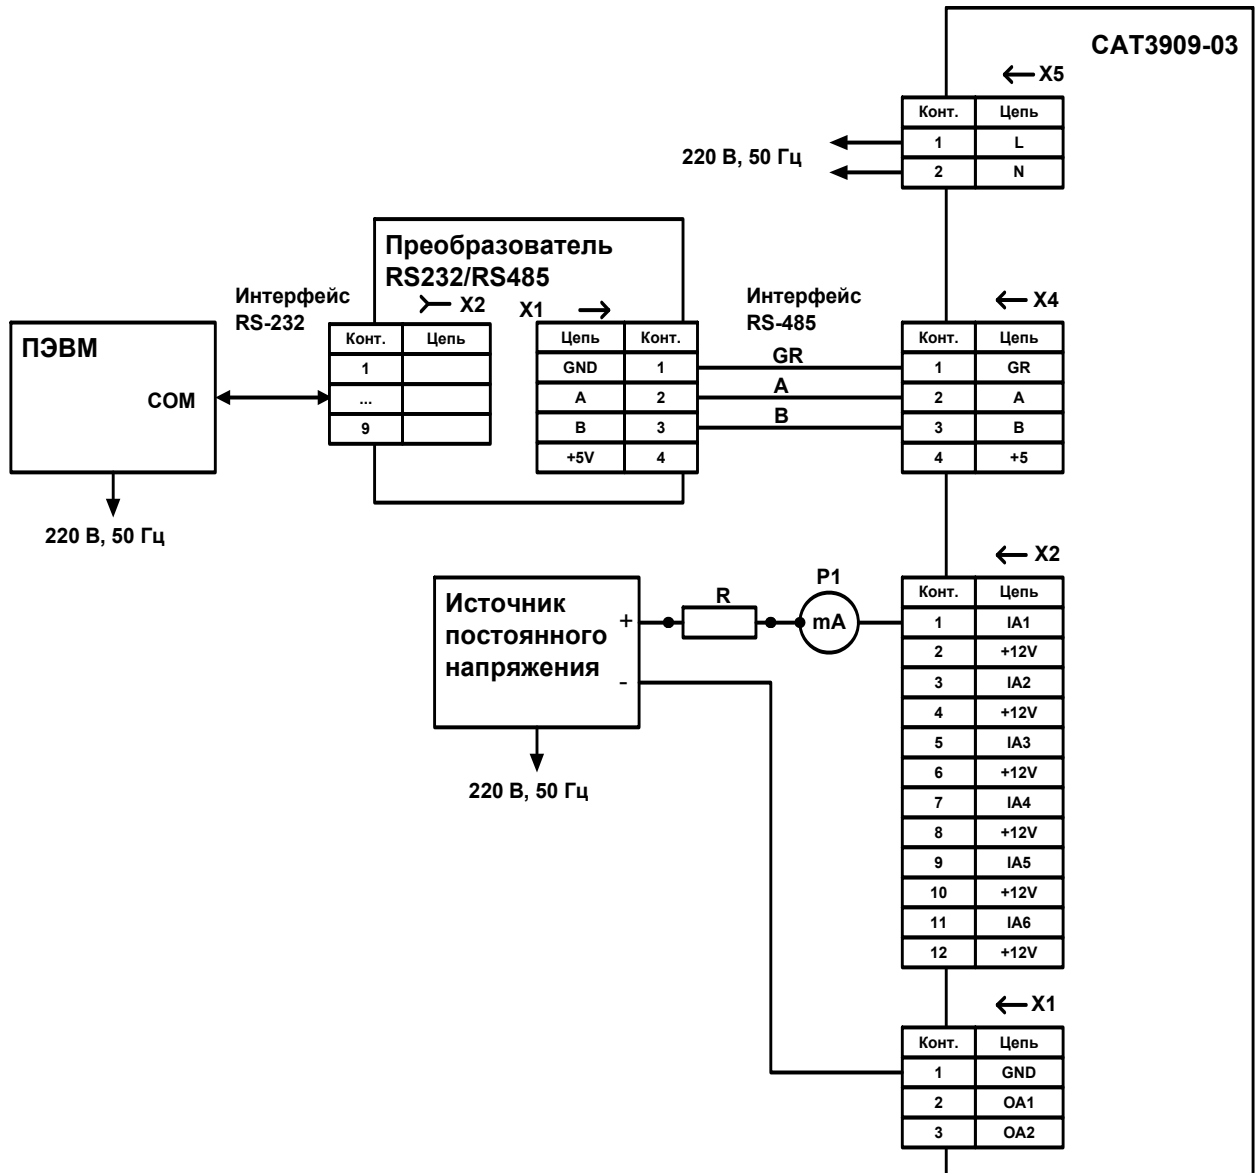 САТ3909-03
X5
Конт. Цепь
1 L
2 N
220 В, 50 Гц
Преобразователь
RS232/RS485
Интерфейс
RS-232
X2
X1
Интерфейс
RS-485
X4
ПЭВМ
COM
220 В, 50 Гц
Конт. Цепь
1
...
9
Цепь Конт.
GND 1
A 2
B 3
+5V 4
GR
A
B
Конт. Цепь
1 GR
2 A
3 B
4 +5
X2
Источник
постоянного
напряжения
+
-
220 В, 50 Гц
R
P1
mA
Конт. Цепь
1 IA1
2 +12V
3 IA2
4 +12V
5 IA3
6 +12V
7 IA4
8 +12V
9 IA5
10 +12V
11 IA6
12 +12V
X1
Конт. Цепь
1 GND
2 OA1
3 OA2